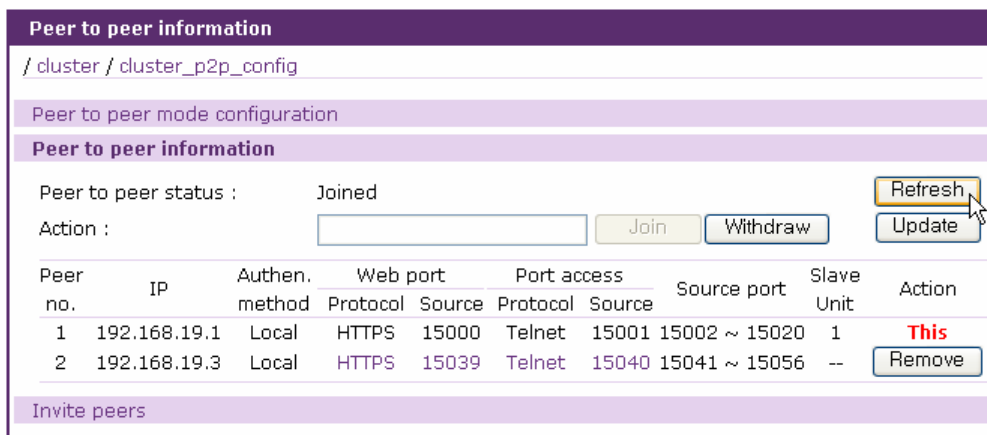 Peer to peer information
/ cluster / cluster_p2p_config
Peer to peer mode configuration
Peer to peer information
Peer to peer status : Joined Refresh
Action : Join Withdraw Update
Peer no. IP Authen. method Web port Protocol Source Port access Protocol Source Source port Slave Unit Action
1 192.168.19.1 Local HTTPS 15000 Telnet 15001 15002 ~ 15020 1 This
2 192.168.19.3 Local HTTPS 15039 Telnet 15040 15041 ~ 15056 -- Remove
Invite peers